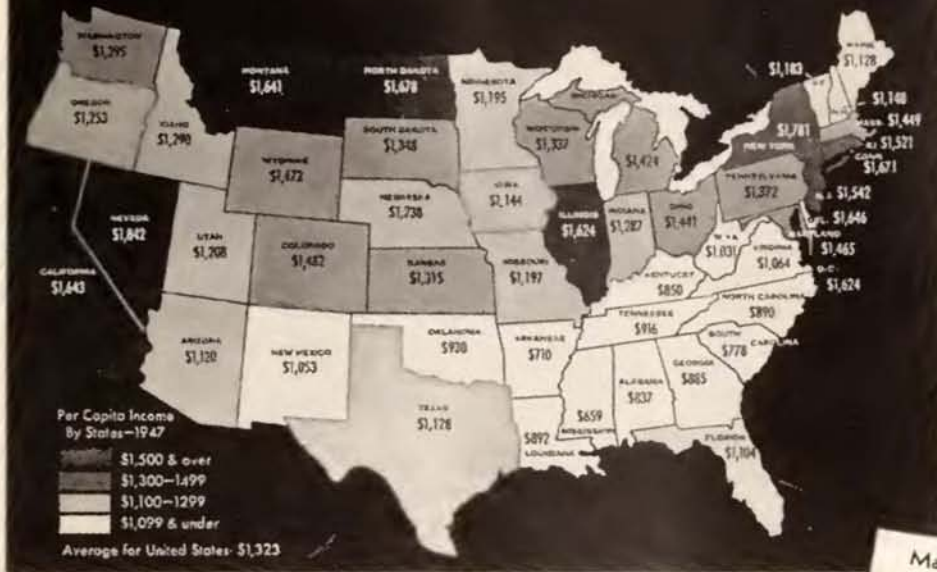 WASHINGTON
$1,295
OREGON
$1,253
IDAHO
$1,290
MONTANA
$1,641
NORTH DAKOTA
$1,678
MINNESOTA
$1,195
SOUTH DAKOTA
$1,348
WYOMING
$1,472
NEBRASKA
IOWA
WISCONSIN
$1,337
MICHIGAN
$1,424
NEVADA
$1,842
CALIFORNIA
$1,643
UTAH
$1,208
COLORADO
$1,482
KANSAS
$1,315
MISSOURI
$1,197
ILLINOIS
$1,624
INDIANA
$1,287
OHIO
$1,441
PENNSYLVANIA
$1,372
$1,781
NEW YORK
$1,183
VT.
N.H.
MAINE
$1,128
$1,148
MASS. $1,449
R.I. $1,521
CONN.
$1,671
N.J. $1,542
DEL. $1,646
MARYLAND
$1,465
D.C.
$1,624
W.VA.
$1,031
VIRGINIA
$1,064
KENTUCKY
$850
TENNESSEE
$916
NORTH CAROLINA
$890
SOUTH CAROLINA
$778
GEORGIA
$885
ALABAMA
$837
$659
MISSISSIPPI
ARKANSAS
$710
$892
LOUISIANA
FLORIDA
$1,104
OKLAHOMA
$930
TEXAS
$1,128
NEW MEXICO
$1,053
ARIZONA
$1,120
Per Capita Income
By States—1947
$1,500 & over
$1,300—1499
$1,100—1299
$1,099 & under
Average for United States- $1,323